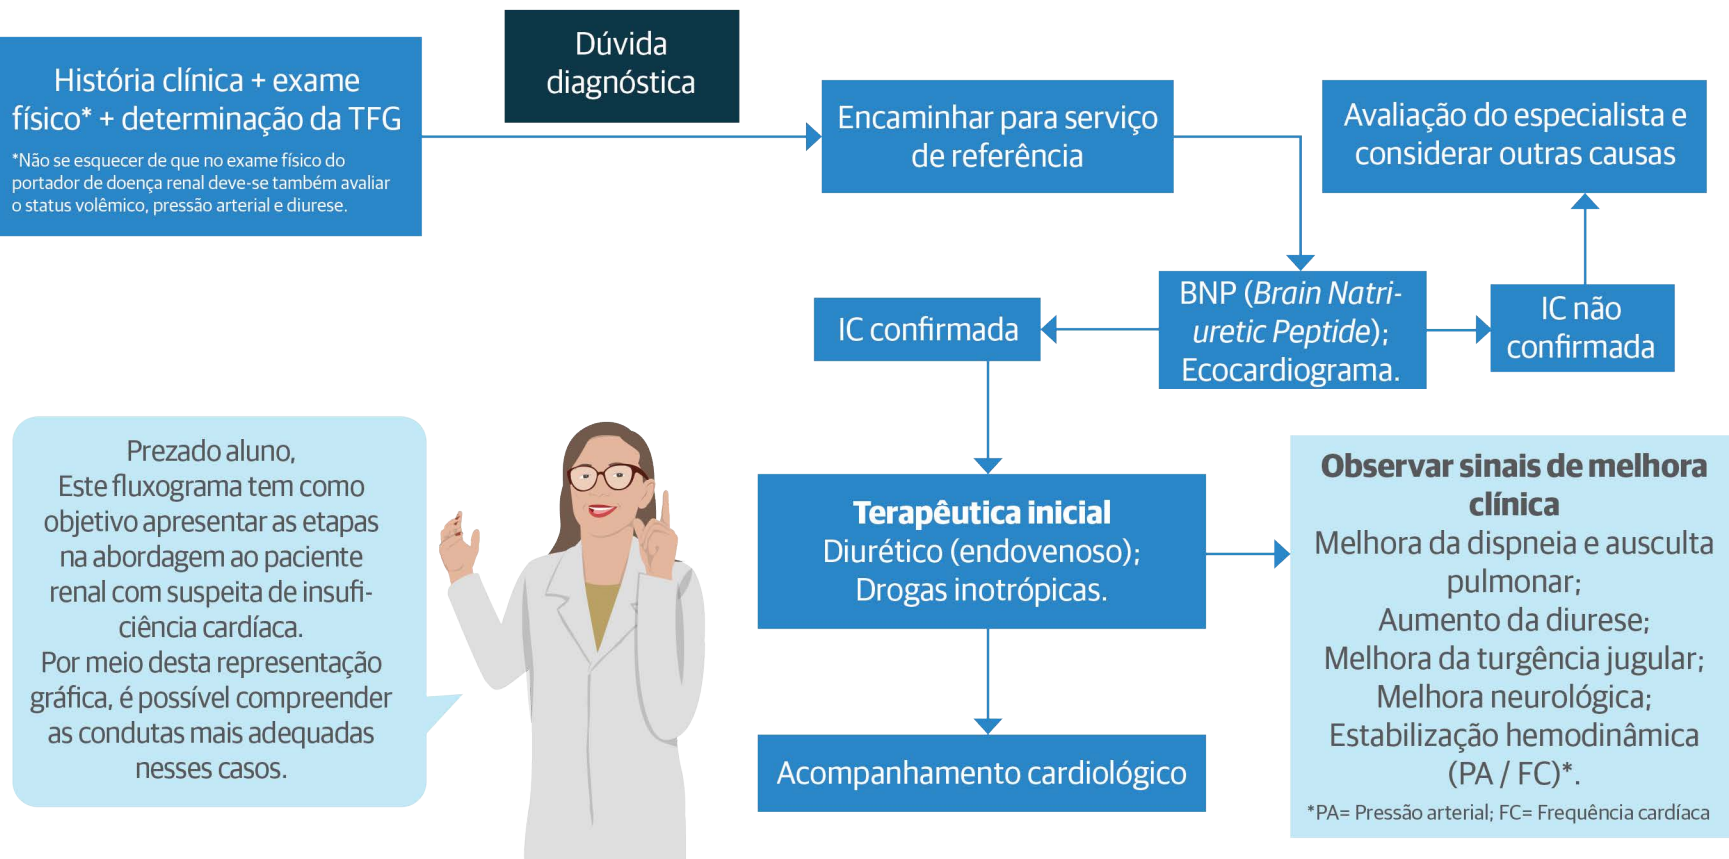 História clínica + exame
físico* + determinação da TFG
*Não se esquecer de que no exame físico do
portador de doença renal deve-se também avaliar
o status volêmico, pressão arterial e diurese.
Dúvida
diagnóstica
Encaminhar para serviço
de referência
Avaliação do especialista e
considerar outras causas
BNP (Brain Natri-
uretic Peptide);
Ecocardiograma.
IC confirmada
IC não
confirmada
Prezado aluno,
Este fluxograma tem como
objetivo apresentar as etapas
na abordagem ao paciente
renal com suspeita de insufi-
ciência cardíaca.
Por meio desta representação
gráfica, é possível compreender
as condutas mais adequadas
nesses casos.
Terapêutica inicial
Diurético (endovenoso);
Drogas inotrópicas.
Acompanhamento cardiológico
Observar sinais de melhora
clínica
Melhora da dispneia e ausculta
pulmonar;
Aumento da diurese;
Melhora da turgência jugular;
Melhora neurológica;
Estabilização hemodinâmica
(PA / FC)*.
*PA= Pressão arterial; FC= Frequência cardíaca